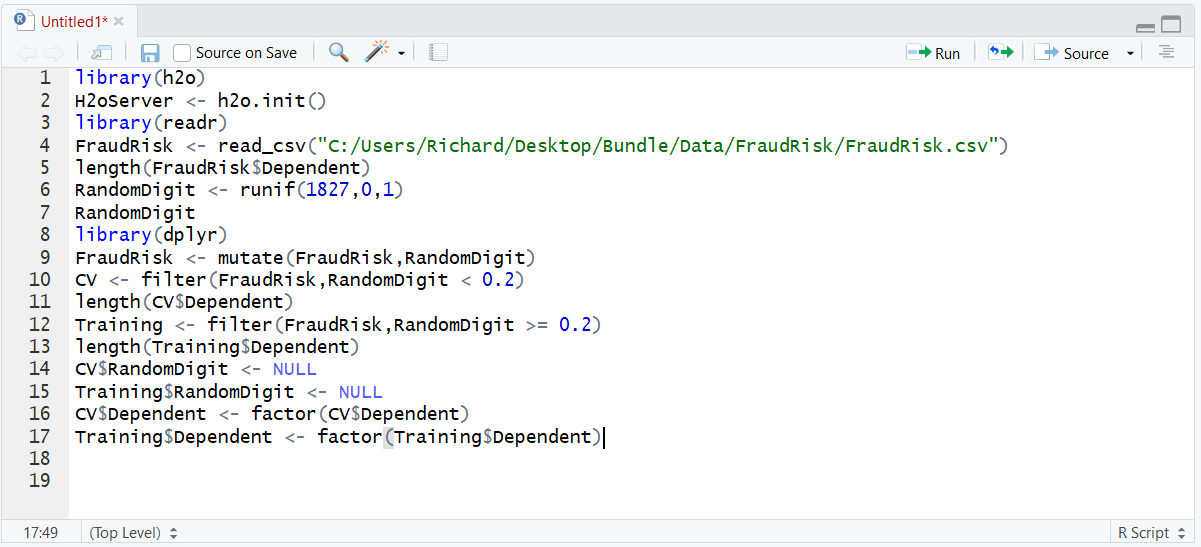 Untitled1*
Source on Save
Run
Source
1 library(h2o)
2 H2oServer <- h2o.init()
3 library(readr)
4 FraudRisk <- read_csv("C:/Users/Richard/Desktop/Bundle/Data/FraudRisk/FraudRisk.csv")
5 length(FraudRisk$Dependent)
6 RandomDigit <- runif(1827,0,1)
7 RandomDigit
8 library(dplyr)
9 FraudRisk <- mutate(FraudRisk,RandomDigit)
10 CV <- filter(FraudRisk,RandomDigit < 0.2)
11 length(CV$Dependent)
12 Training <- filter(FraudRisk,RandomDigit >= 0.2)
13 length(Training$Dependent)
14 CV$RandomDigit <- NULL
15 Training$RandomDigit <- NULL
16 CV$Dependent <- factor(CV$Dependent)
17 Training$Dependent <- factor(Training$Dependent)
18
19
17:49 (Top Level) R Script